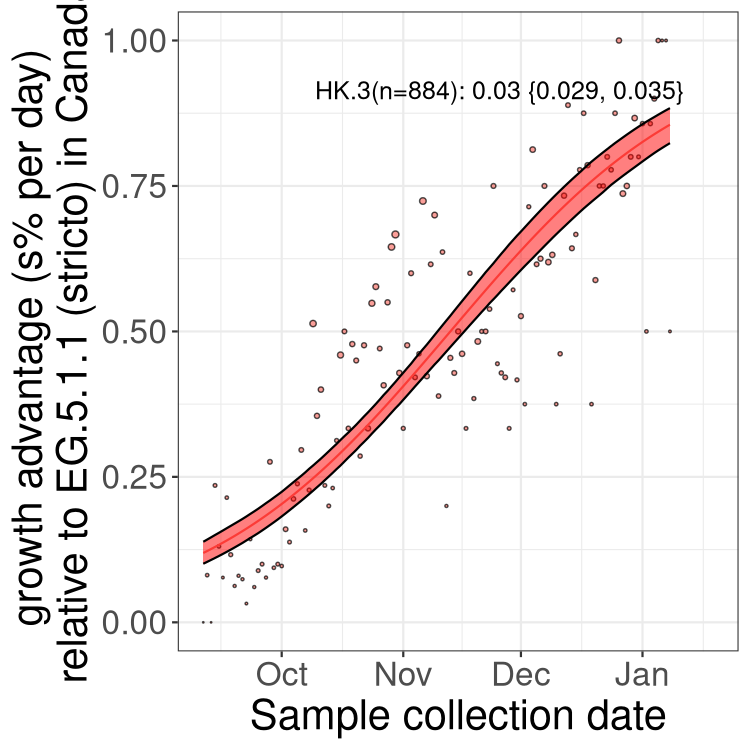 growth advantage (s% per day)
relative to EG.5.1.1 (stricto) in Canada
1.00
0.75
0.50
0.25
0.00
HK.3(n=884): 0.03 {0.029, 0.035}
Oct Nov Dec Jan
Sample collection date